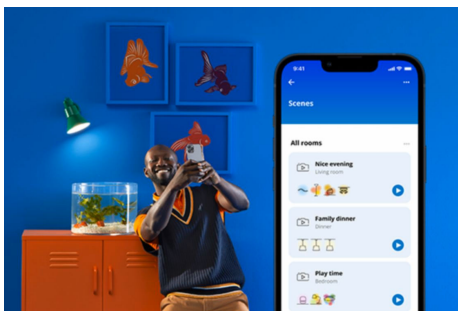 9:41
Scenes
All rooms
Nice evening
Living room
Family dinner
Dinner
Play time
Bedroom